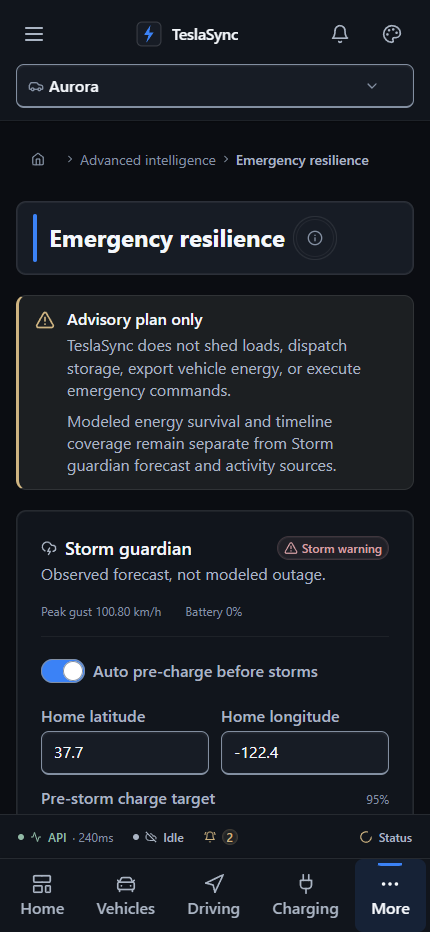 TeslaSync
Aurora
Advanced intelligence
Emergency resilience
Emergency resilience
Advisory plan only
TeslaSync does not shed loads, dispatch
storage, export vehicle energy, or execute
emergency commands.
Modeled energy survival and timeline
coverage remain separate from Storm
guardian forecast and activity sources.
Storm guardian
Storm warning
Observed forecast, not modeled outage.
Peak gust 100.80 km/h
Battery 0%
Auto pre-charge before storms
Home latitude
Home longitude
37.7
-122.4
Pre-storm charge target
95%
API · 240ms
Idle
2
Status
Home
Vehicles
Driving
Charging
More